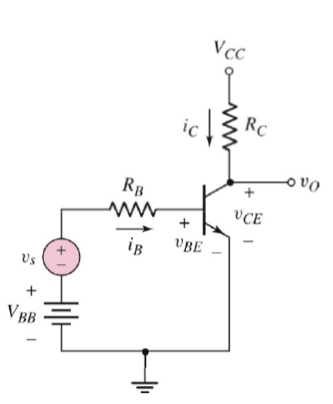 V_CC
i_C
R_C
R_B
v_O
+
+
v_CE
i_B
v_BE
−
−
v_s
+
−
+
V_BB
−